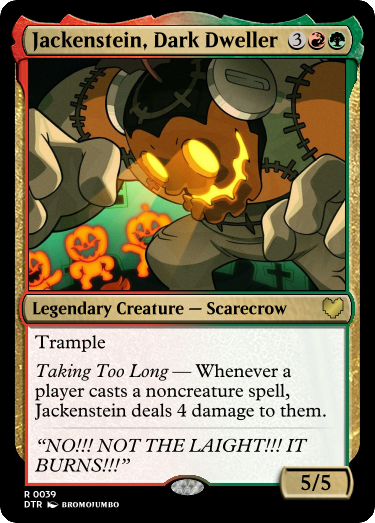 Jackenstein, Dark Dweller 3
Legendary Creature — Scarecrow
Trample
Taking Too Long — Whenever a
player casts a noncreature spell,
Jackenstein deals 4 damage to them.
“NO!!! NOT THE LAIGHT!!! IT
BURNS!!!”
5/5
R 0039
DTR BROMOJUMBO